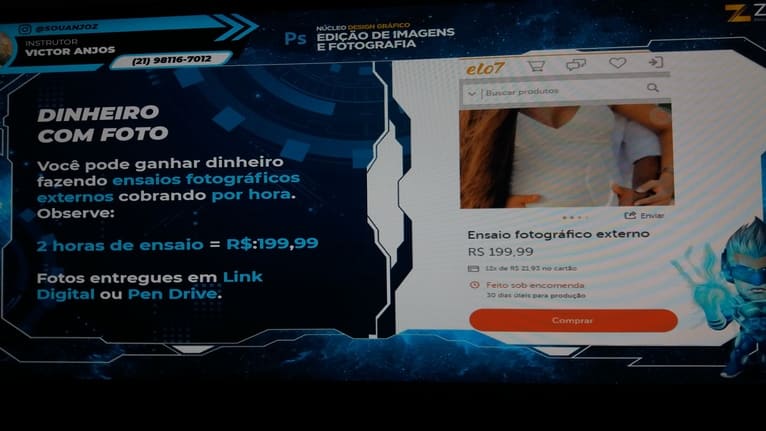 @SOUANJOZ
INSTRUTOR
VICTOR ANJOS
(21) 98116-7012
Ps
NÚCLEO DESIGN GRÁFICO
EDIÇÃO DE IMAGENS
E FOTOGRAFIA
Z
DINHEIRO
COM FOTO
Você pode ganhar dinheiro
fazendo ensaios fotográficos
externos cobrando por hora.
Observe:
2 horas de ensaio = R$:199,99
Fotos entregues em Link
Digital ou Pen Drive.
elo7
Buscar produtos
Enviar
Ensaio fotográfico externo
R$ 199,99
12x de R$ 21,93 no cartão
Feito sob encomenda
30 dias úteis para produção
Comprar